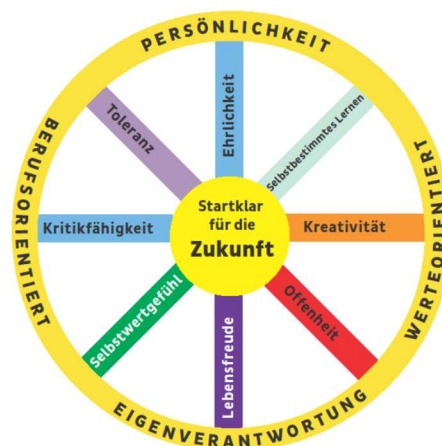 PERSÖNLICHKEIT
WERTEORIENTIERT
EIGENVERANTWORTUNG
BERUFSORIENTIERT
Ehrlichkeit
Selbstbestimmtes Lernen
Kreativität
Offenheit
Lebensfreude
Selbstwertgefühl
Kritikfähigkeit
Toleranz
Startklar
für die
Zukunft